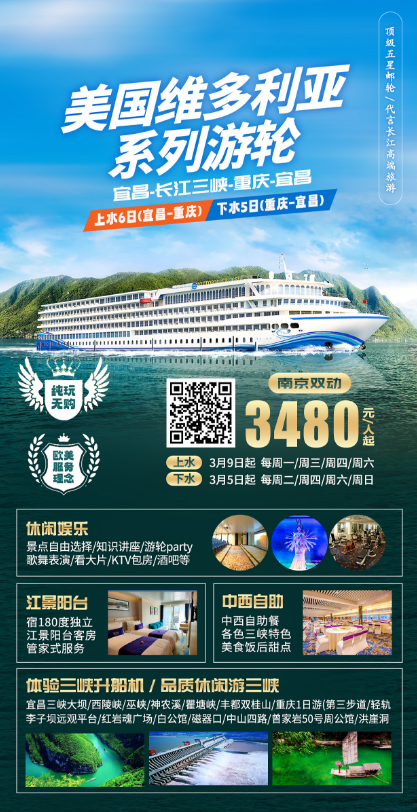 顶级五星邮轮/代言长江高端旅游
美国维多利亚
系列游轮
宜昌-长江三峡-重庆-宜昌
上水6日(宜昌-重庆)
下水5日(重庆-宜昌)
纯玩
无购
欧美
服务
理念
南京双动
3480元/人起
上水 3月9日起 每周一/周三/周四/周六
下水 3月5日起 每周二/周四/周六/周日
休闲娱乐
景点自由选择/知识讲座/游轮party
歌舞表演/看大片/KTV包房/酒吧等
江景阳台
宿180度独立
江景阳台客房
管家式服务
中西自助
中西自助餐
各色三峡特色
美食饭后甜点
体验三峡升船机/品质休闲游三峡
宜昌三峡大坝/西陵峡/巫峡/神农溪/瞿塘峡/丰都双桂山/重庆1日游(第三步道/轻轨
李子坝远观平台/红岩魂广场/白公馆/磁器口/中山四路/曾家岩50号周公馆/洪崖洞